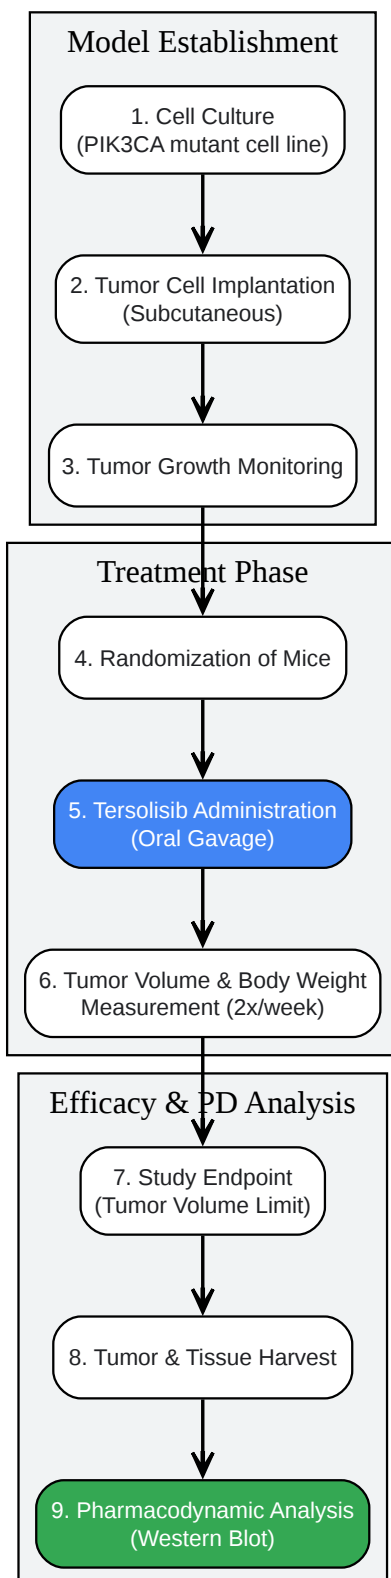 Model Establishment
1. Cell Culture
(PIK3CA mutant cell line)
2. Tumor Cell Implantation
(Subcutaneous)
3. Tumor Growth Monitoring
Treatment Phase
4. Randomization of Mice
5. Tersolisib Administration
(Oral Gavage)
6. Tumor Volume & Body Weight
Measurement (2x/week)
Efficacy & PD Analysis
7. Study Endpoint
(Tumor Volume Limit)
8. Tumor & Tissue Harvest
9. Pharmacodynamic Analysis
(Western Blot)